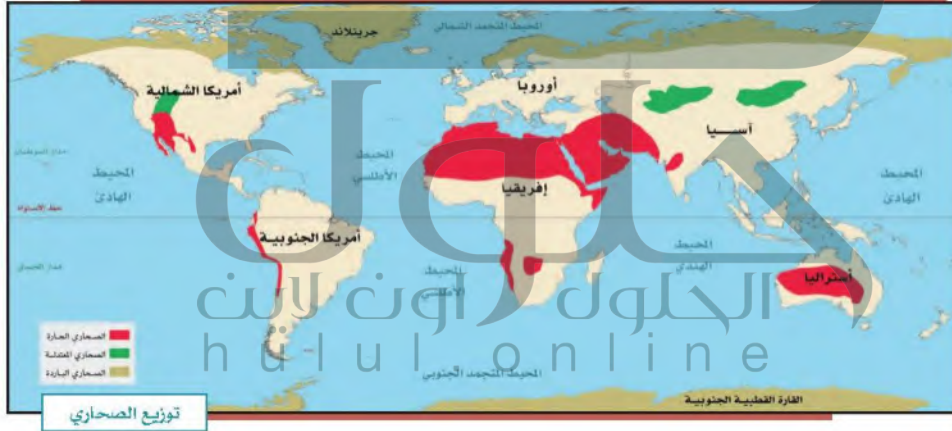 المحيط المتجمد الشمالي
جرينلاند
أمريكا الشمالية
أوروبا
آسيا
المحيط
الهادئ
المحيط
الأطلسي
إفريقيا
المحيط
الهادئ
أمريكا الجنوبية
المحيط
الهندي
المحيط
الأطلسي
أستراليا
الصحاري الحارة
الصحاري المعتدلة
الصحاري الباردة
المحيط المتجمد الجنوبي
القارة القطبية الجنوبية
توزيع الصحاري
حلول
الحلول اون لاين
hulul online